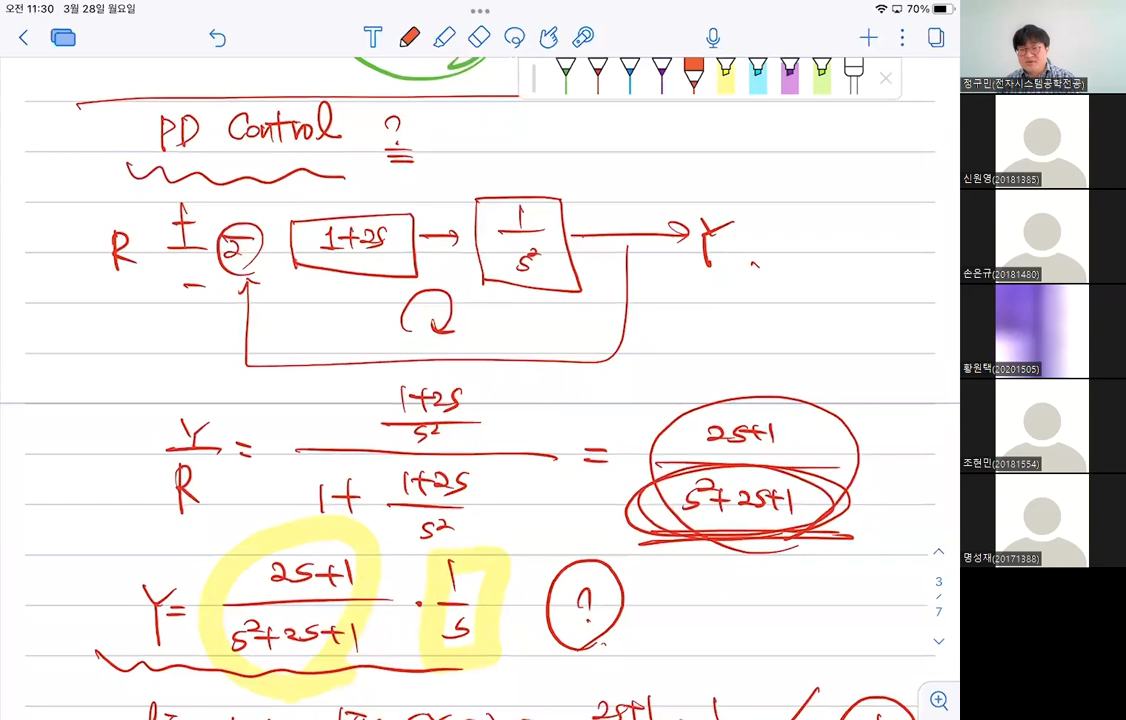 오전 11:30 3월 28일 월요일
70%
T
정구민(전자시스템공학전공)
신원영(20181385)
손은규(20181480)
황원택(20201505)
조현민(20181554)
명성재(20171388)
PD Control ?
R + - Σ 1+2s → 1/s² → Y
Y/R = ((1+2s)/s²)/(1+(1+2s)/s²) = (2s+1)/(s²+2s+1)
Y= (2s+1)/(s²+2s+1) · 1/s ?
3/7